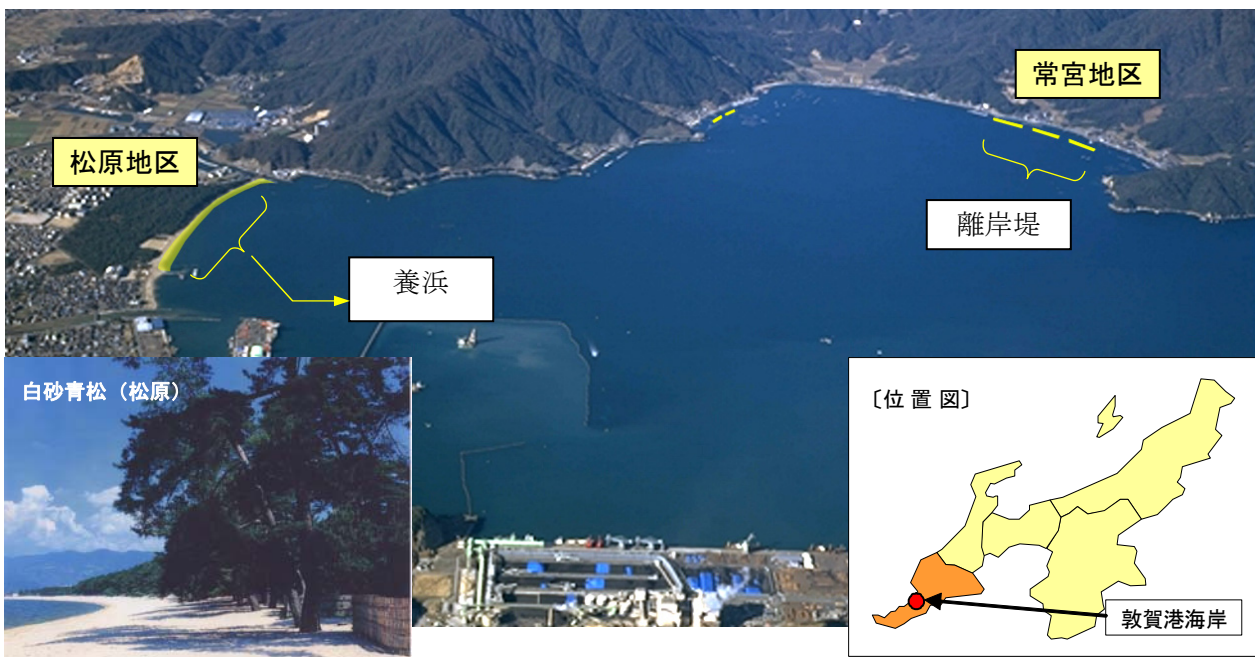 常宮地区
松原地区
離岸堤
養浜
白砂青松（松原）
〔位 置 図〕
敦賀港海岸